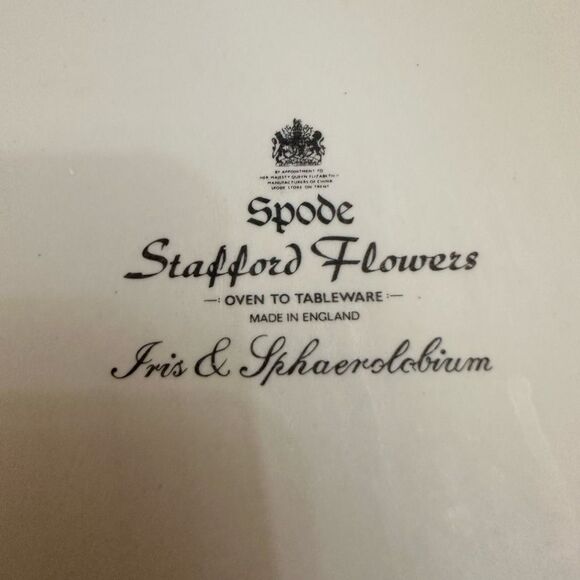 BY APPOINTMENT TO
HER MAJESTY QUEEN ELIZABETH II
MANUFACTURERS OF CHINA
SPODE STOKE ON TRENT
Spode
Stafford Flowers
OVEN TO TABLEWARE
MADE IN ENGLAND
Iris & Sphaerolobium